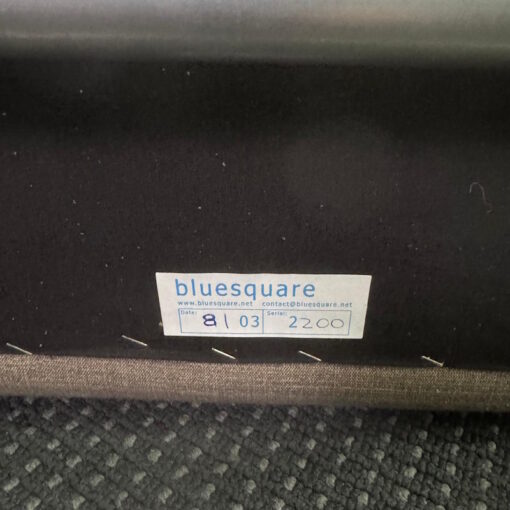 bluesquare
www.bluesquare.net contact@bluesquare.net
Date: 8| 03 Serial: 2200